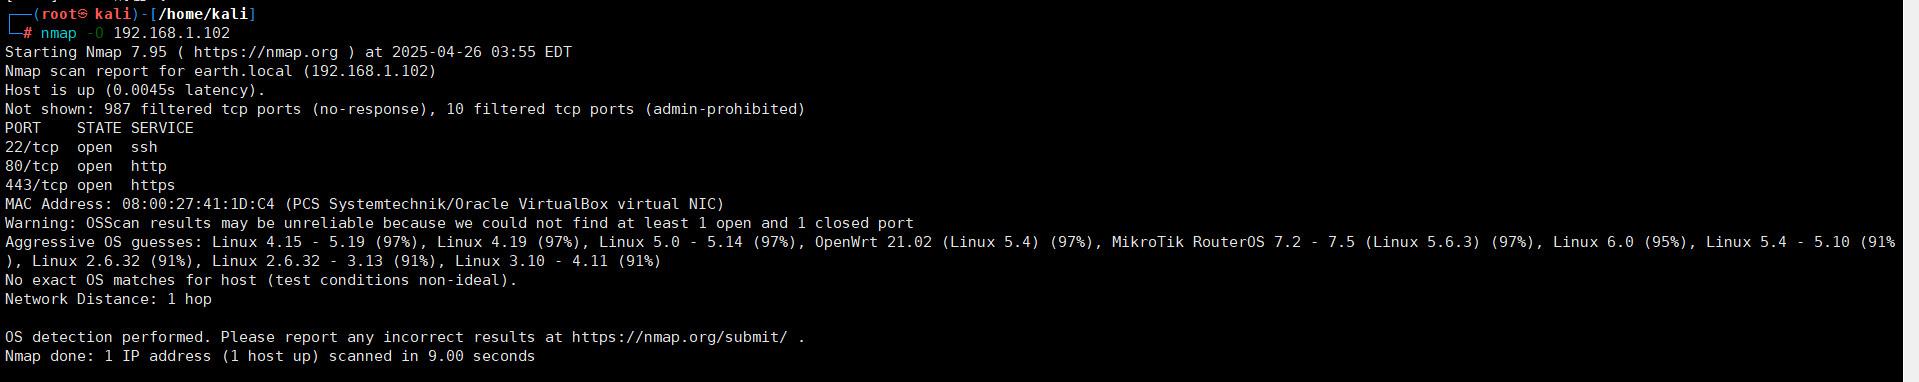 ┌──(root㉿kali)-[/home/kali]
└─# nmap -O 192.168.1.102
Starting Nmap 7.95 ( https://nmap.org ) at 2025-04-26 03:55 EDT
Nmap scan report for earth.local (192.168.1.102)
Host is up (0.0045s latency).
Not shown: 987 filtered tcp ports (no-response), 10 filtered tcp ports (admin-prohibited)
PORT    STATE SERVICE
22/tcp  open  ssh
80/tcp  open  http
443/tcp open  https
MAC Address: 08:00:27:41:1D:C4 (PCS Systemtechnik/Oracle VirtualBox virtual NIC)
Warning: OSScan results may be unreliable because we could not find at least 1 open and 1 closed port
Aggressive OS guesses: Linux 4.15 - 5.19 (97%), Linux 4.19 (97%), Linux 5.0 - 5.14 (97%), OpenWrt 21.02 (Linux 5.4) (97%), MikroTik RouterOS 7.2 - 7.5 (Linux 5.6.3) (97%), Linux 6.0 (95%), Linux 5.4 - 5.10 (91%
), Linux 2.6.32 (91%), Linux 2.6.32 - 3.13 (91%), Linux 3.10 - 4.11 (91%)
No exact OS matches for host (test conditions non-ideal).
Network Distance: 1 hop
OS detection performed. Please report any incorrect results at https://nmap.org/submit/ .
Nmap done: 1 IP address (1 host up) scanned in 9.00 seconds